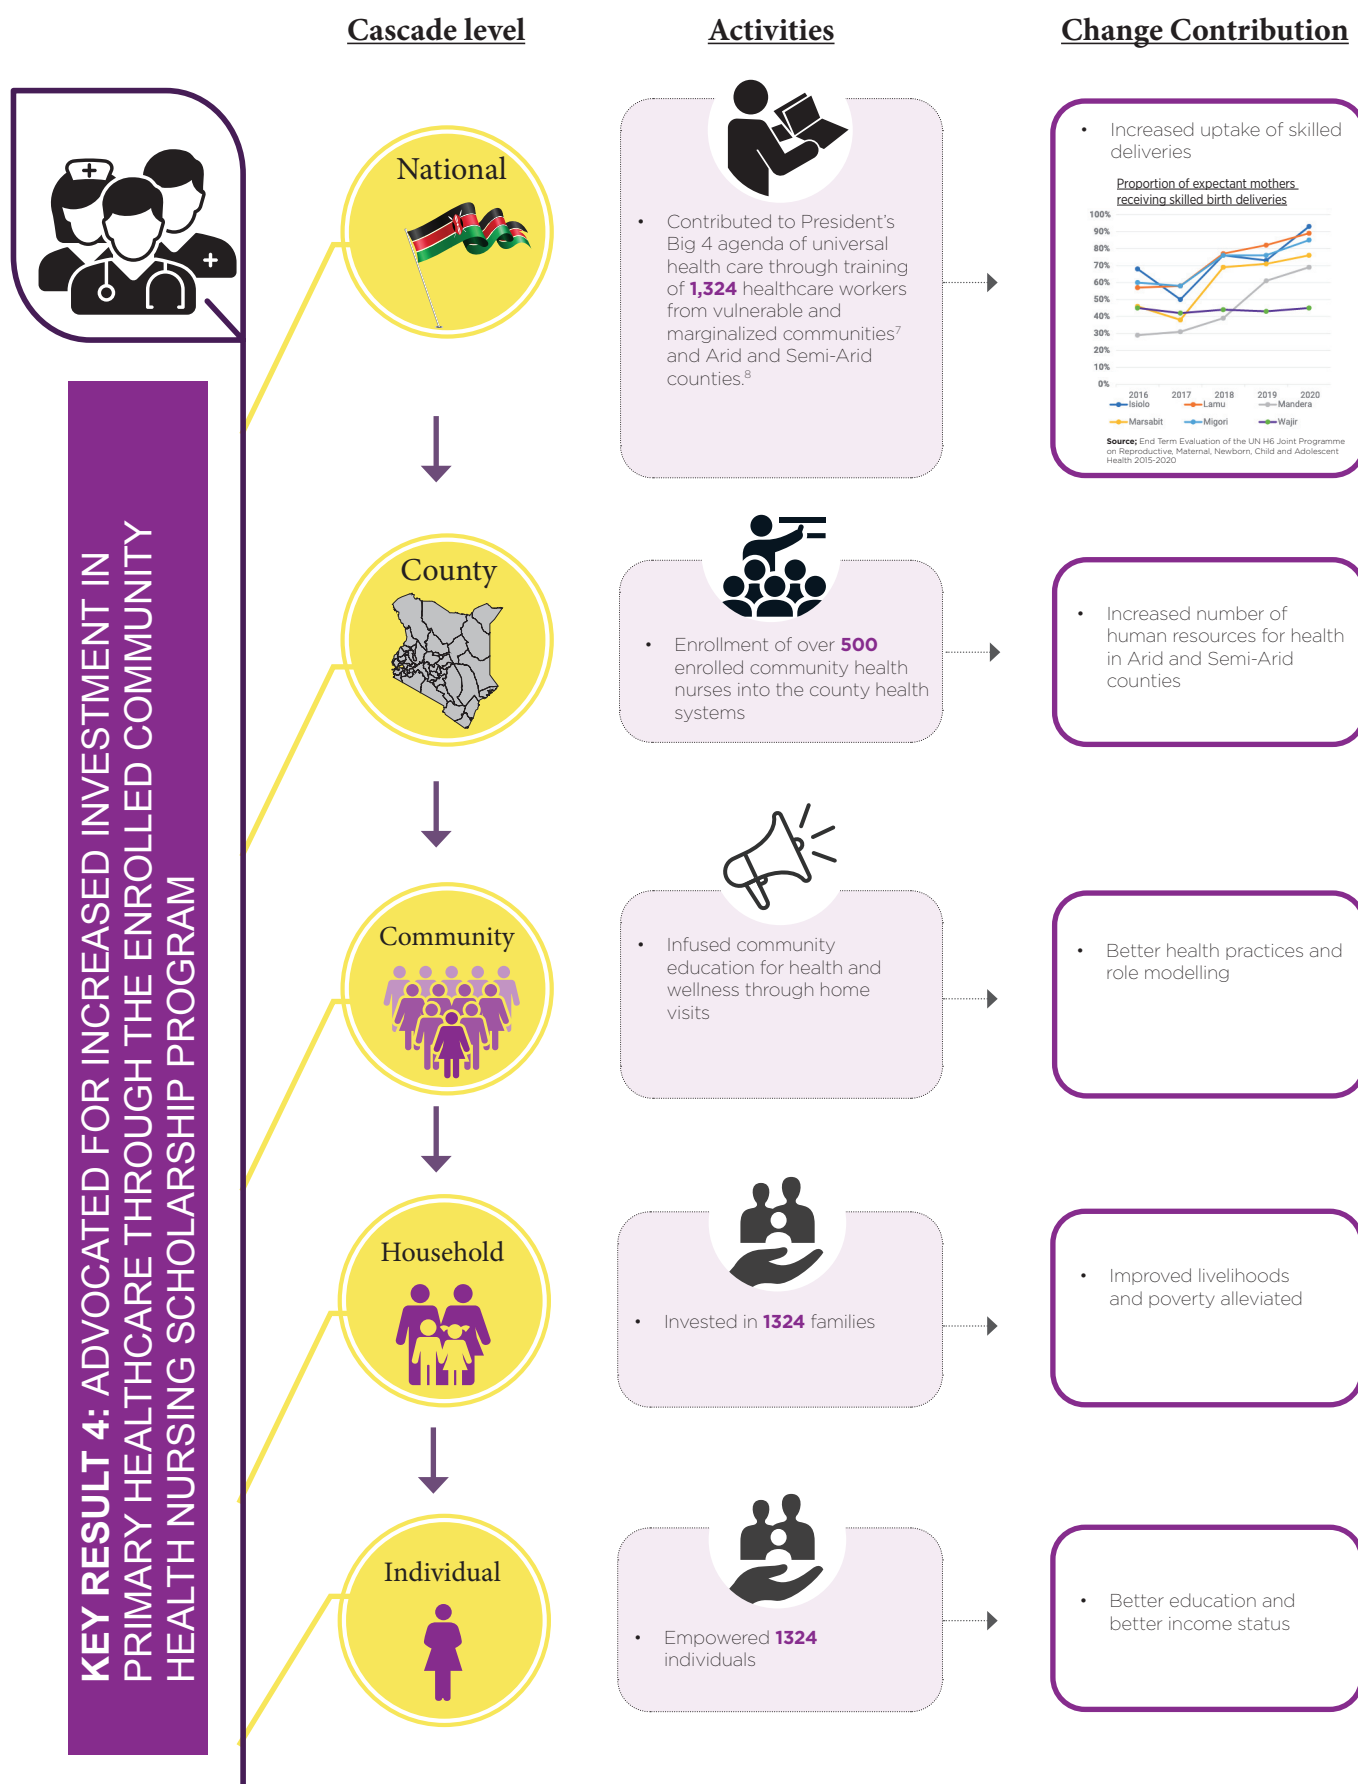 Cascade level
Activities
Change Contribution
KEY RESULT 4: ADVOCATED FOR INCREASED INVESTMENT IN
PRIMARY HEALTHCARE THROUGH THE ENROLLED COMMUNITY
HEALTH NURSING SCHOLARSHIP PROGRAM
National
• Contributed to President’s
Big 4 agenda of universal
health care through training
of 1,324 healthcare workers
from vulnerable and
marginalized communities⁷
and Arid and Semi-Arid
counties.⁸
• Increased uptake of skilled
deliveries
Proportion of expectant mothers
receiving skilled birth deliveries
100%
90%
80%
70%
60%
50%
40%
30%
20%
10%
0%
2016 2017 2018 2019 2020
Isiolo Lamu Mandera
Marsabit Migori Wajir
Source; End Term Evaluation of the UN H6 Joint Programme
on Reproductive, Maternal, Newborn, Child and Adolescent
Health 2015-2020
County
• Enrollment of over 500
enrolled community health
nurses into the county health
systems
• Increased number of
human resources for health
in Arid and Semi-Arid
counties
Community
• Infused community
education for health and
wellness through home
visits
• Better health practices and
role modelling
Household
• Invested in 1324 families
• Improved livelihoods
and poverty alleviated
Individual
• Empowered 1324
individuals
• Better education and
better income status